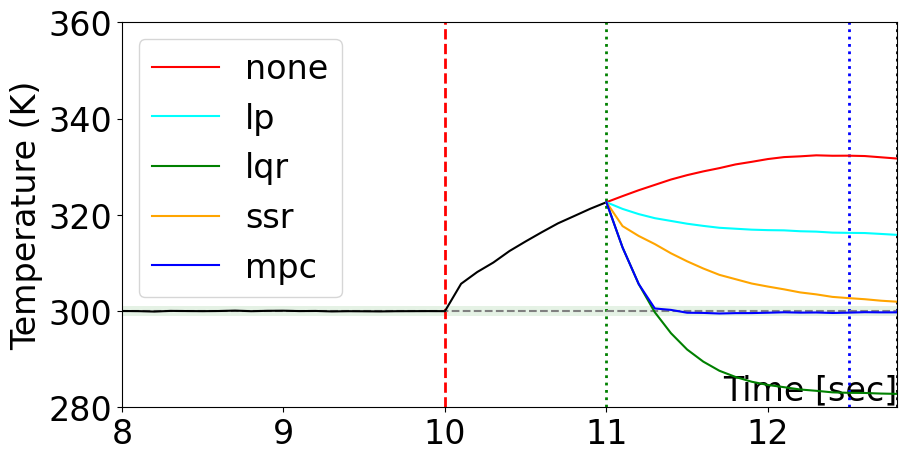 360
340
320
300
280
Temperature (K)
none
lp
lqr
ssr
mpc
Time [sec]
8
9
10
11
12